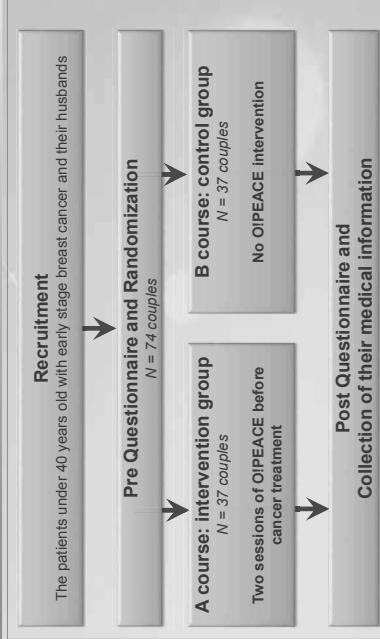 Recruitment
The patients under 40 years old with early stage breast cancer and their husbands
Pre Questionnaire and Randomization
N = 74 couples
A course: intervention group
N = 37 couples
Two sessions of O!PEACE before
cancer treatment
B course: control group
N = 37 couples
No O!PEACE intervention
Post Questionnaire and
Collection of their medical information